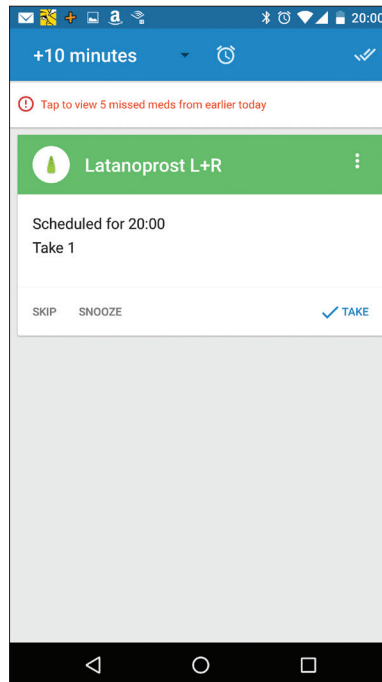 20:00
+10 minutes
Tap to view 5 missed meds from earlier today
Latanoprost L+R
Scheduled for 20:00
Take 1
SKIP SNOOZE TAKE